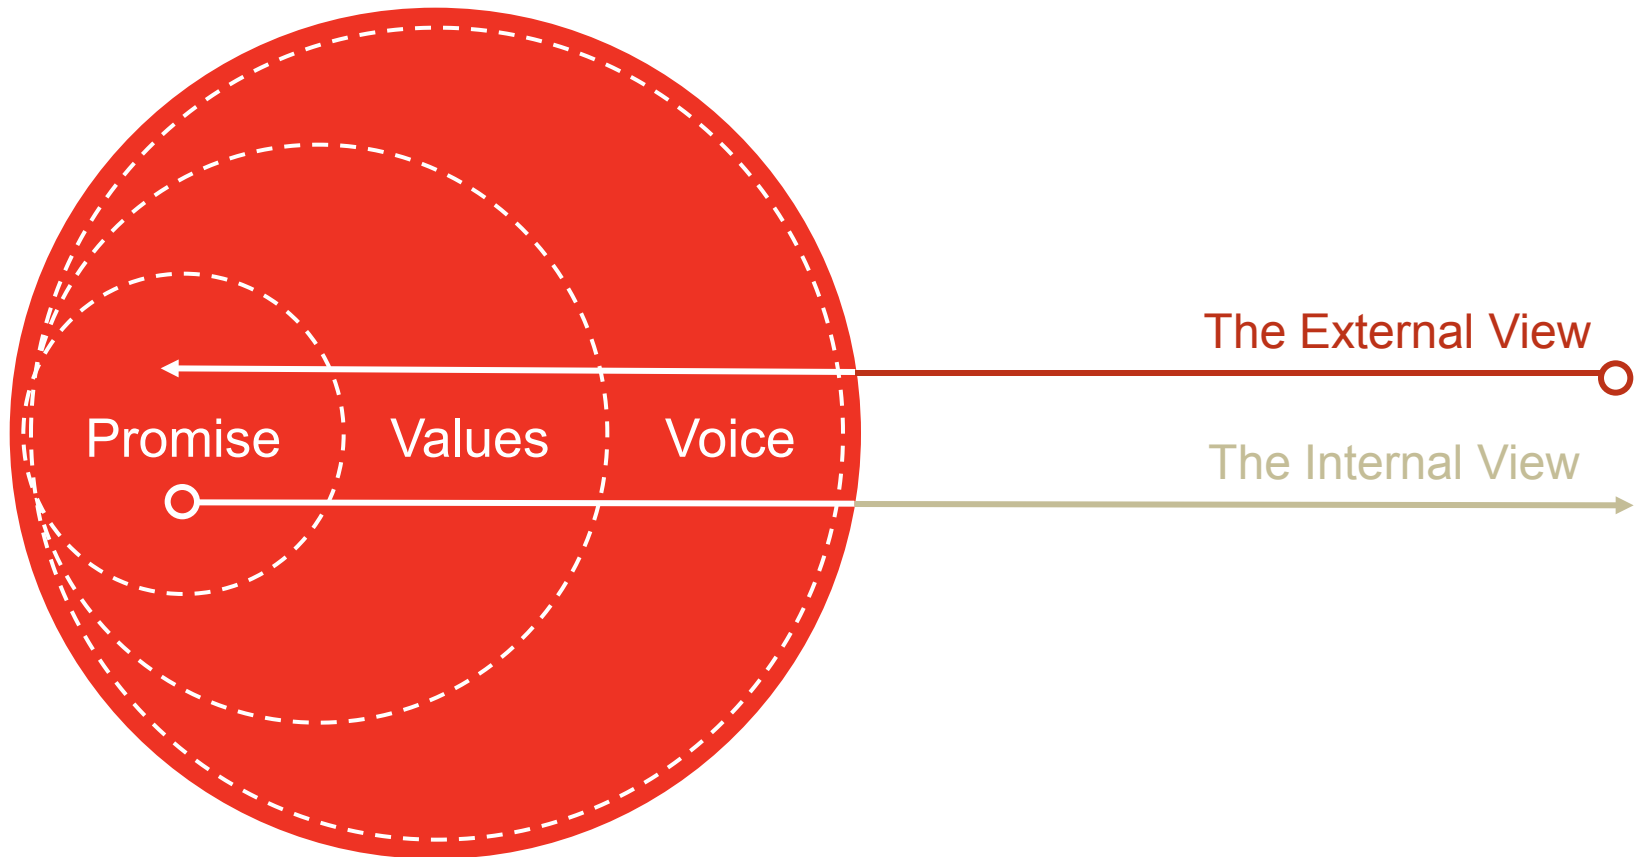 The External View
Promise Values Voice
The Internal View